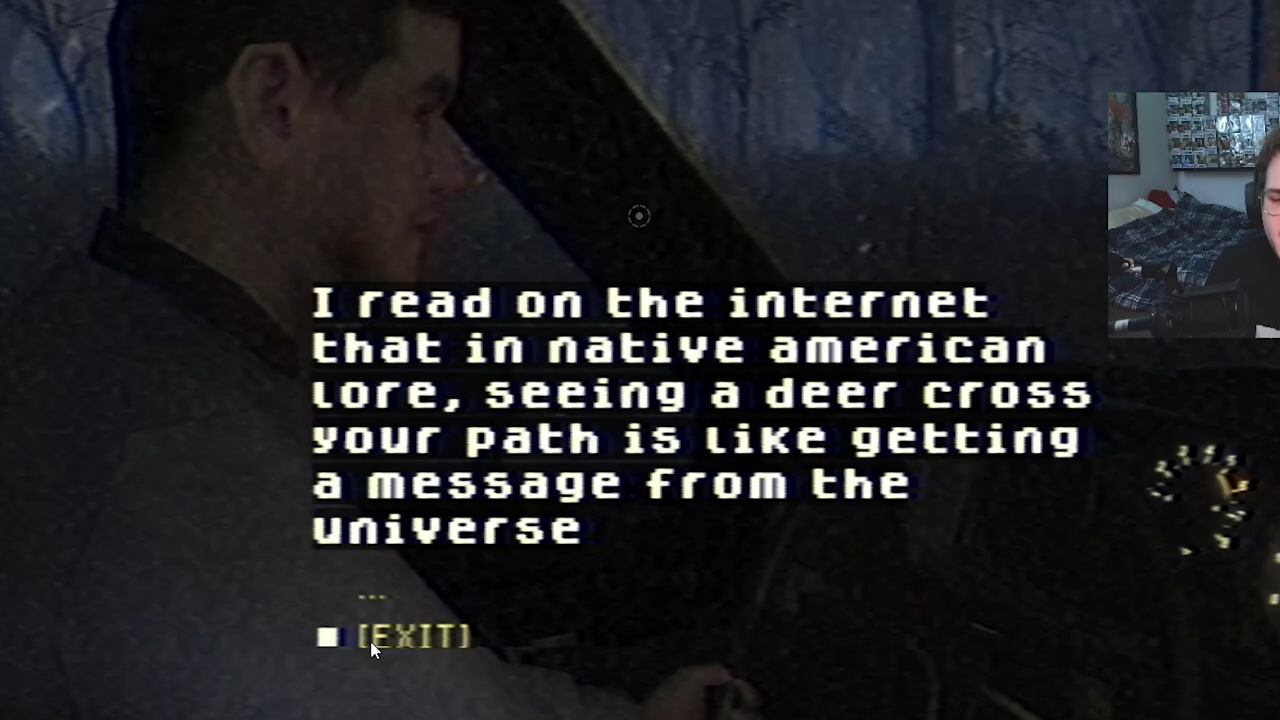 I read on the internet
that in native american
lore, seeing a deer cross
your path is like getting
a message from the
universe
...
[EXIT]